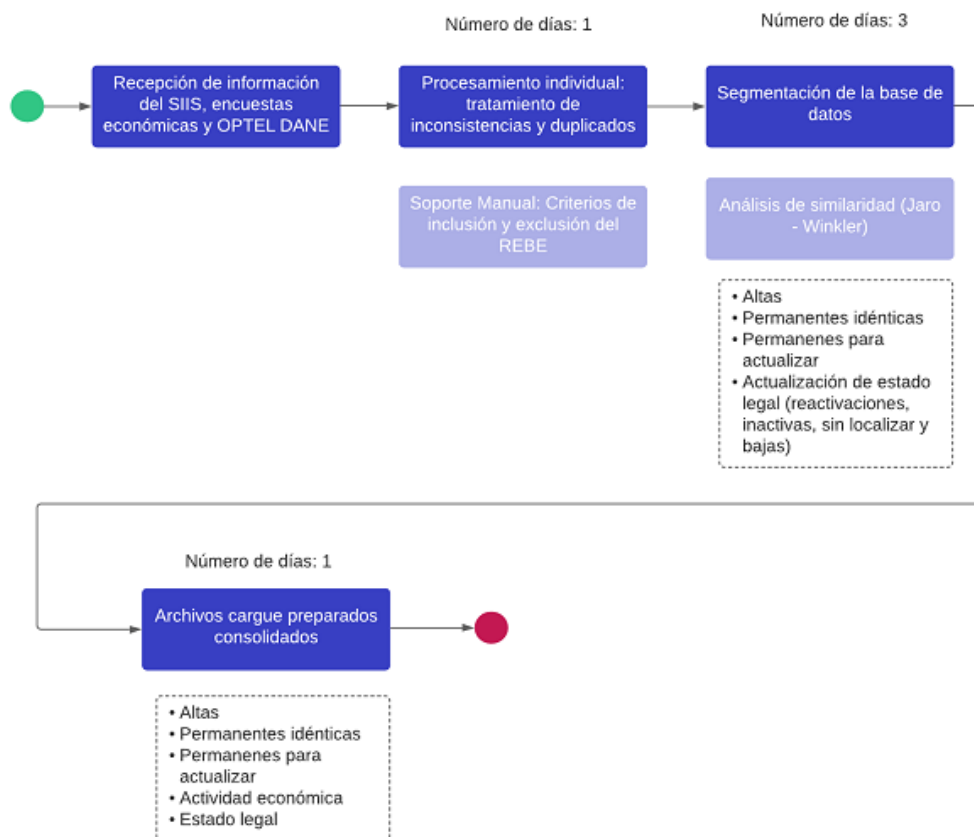 Número de días: 1
Número de días: 3
Recepción de información
del SIIS, encuestas
económicas y OPTEL DANE
Procesamiento individual:
tratamiento de
inconsistencias y duplicados
Segmentación de la base de
datos
Soporte Manual: Criterios de
inclusión y exclusión del
REBE
Análisis de similaridad (Jaro
- Winkler)
• Altas
• Permanentes idénticas
• Permanenes para
actualizar
• Actualización de estado
legal (reactivaciones,
inactivas, sin localizar y
bajas)
Número de días: 1
Archivos cargue preparados
consolidados
• Altas
• Permanentes idénticas
• Permanenes para
actualizar
• Actividad económica
• Estado legal